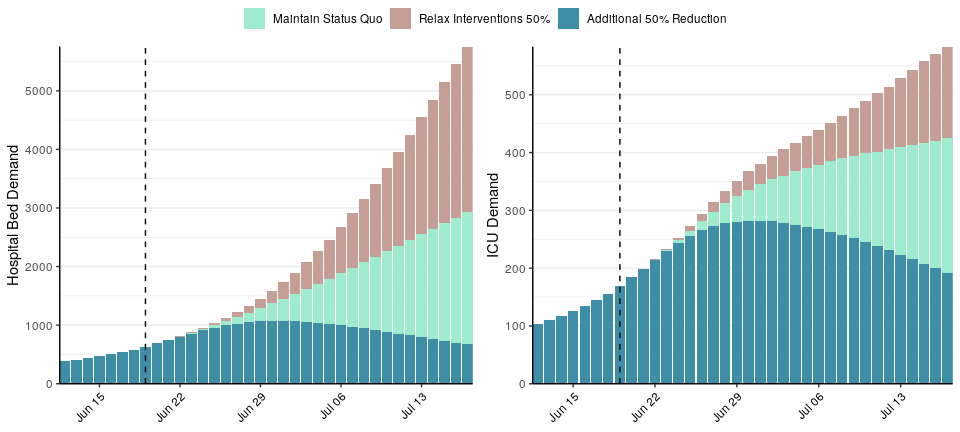 Maintain Status Quo
Relax Interventions 50%
Additional 50% Reduction
Hospital Bed Demand
5000
4000
3000
2000
1000
0
Jun 15
Jun 22
Jun 29
Jul 06
Jul 13
ICU Demand
500
400
300
200
100
0
Jun 15
Jun 22
Jun 29
Jul 06
Jul 13